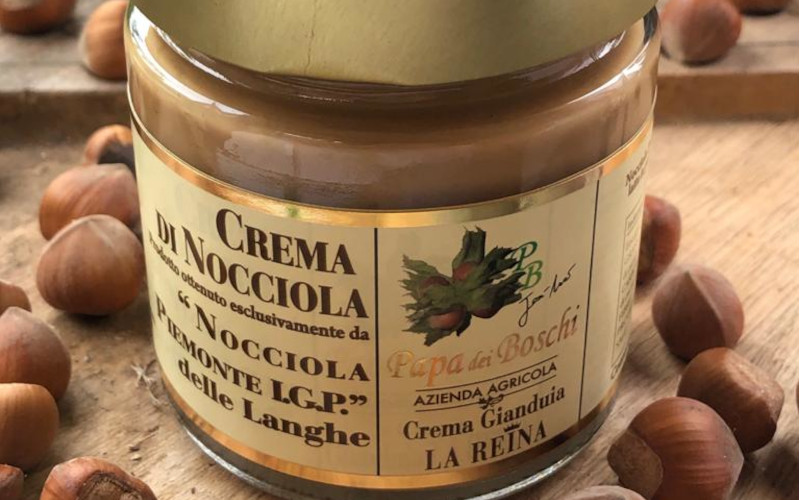 CREMA
DI NOCCIOLA
Prodotto ottenuto esclusivamente da
“NOCCIOLA
PIEMONTE I.G.P.”
delle Langhe
PB
Papa dei Boschi
AZIENDA AGRICOLA
Crema Gianduia
LA REINA